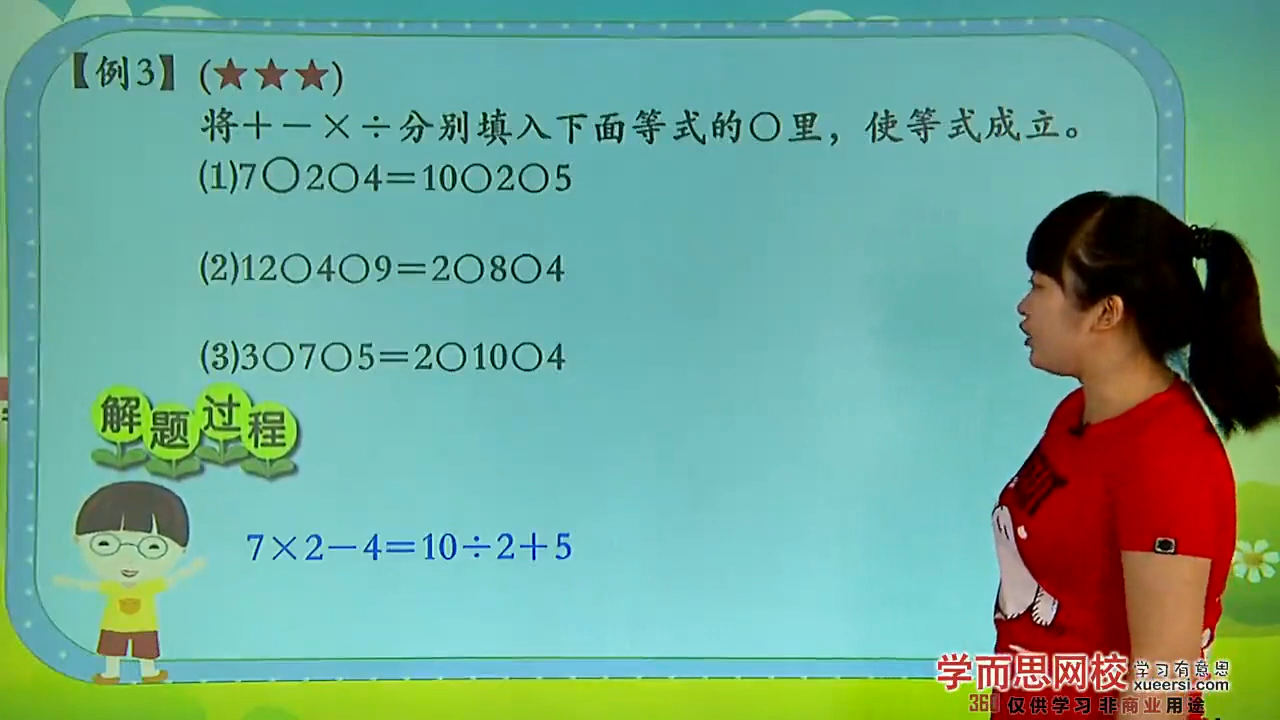 【例3】(★★★)
将＋－×÷分别填入下面等式的○里，使等式成立。
(1)7○2○4＝10○2○5
(2)12○4○9＝2○8○4
(3)3○7○5＝2○10○4
解题过程
7×2－4＝10÷2＋5
学而思网校 学习有意思
xueersi.com
360 仅供学习 非商业用途